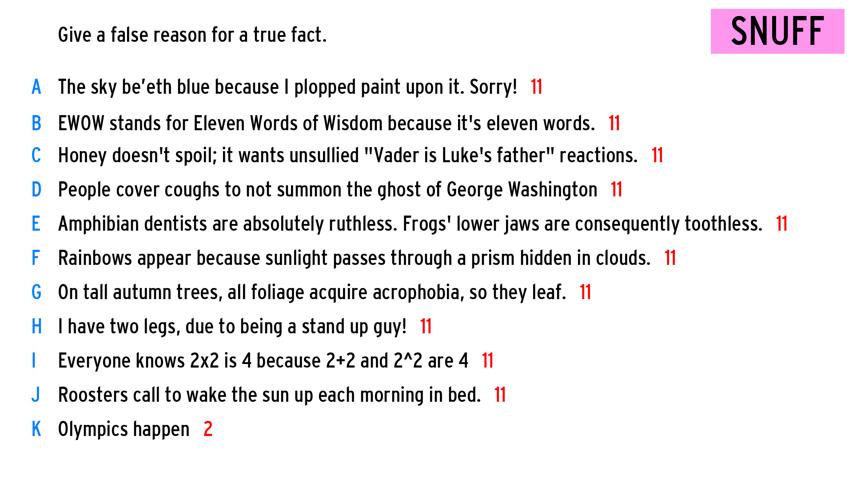 Give a false reason for a true fact.
SNUFF
A The sky be'eth blue because I plopped paint upon it. Sorry! 11
B EWOW stands for Eleven Words of Wisdom because it's eleven words. 11
C Honey doesn't spoil; it wants unsullied "Vader is Luke's father" reactions. 11
D People cover coughs to not summon the ghost of George Washington 11
E Amphibian dentists are absolutely ruthless. Frogs' lower jaws are consequently toothless. 11
F Rainbows appear because sunlight passes through a prism hidden in clouds. 11
G On tall autumn trees, all foliage acquire acrophobia, so they leaf. 11
H I have two legs, due to being a stand up guy! 11
I Everyone knows 2x2 is 4 because 2+2 and 2^2 are 4 11
J Roosters call to wake the sun up each morning in bed. 11
K Olympics happen 2